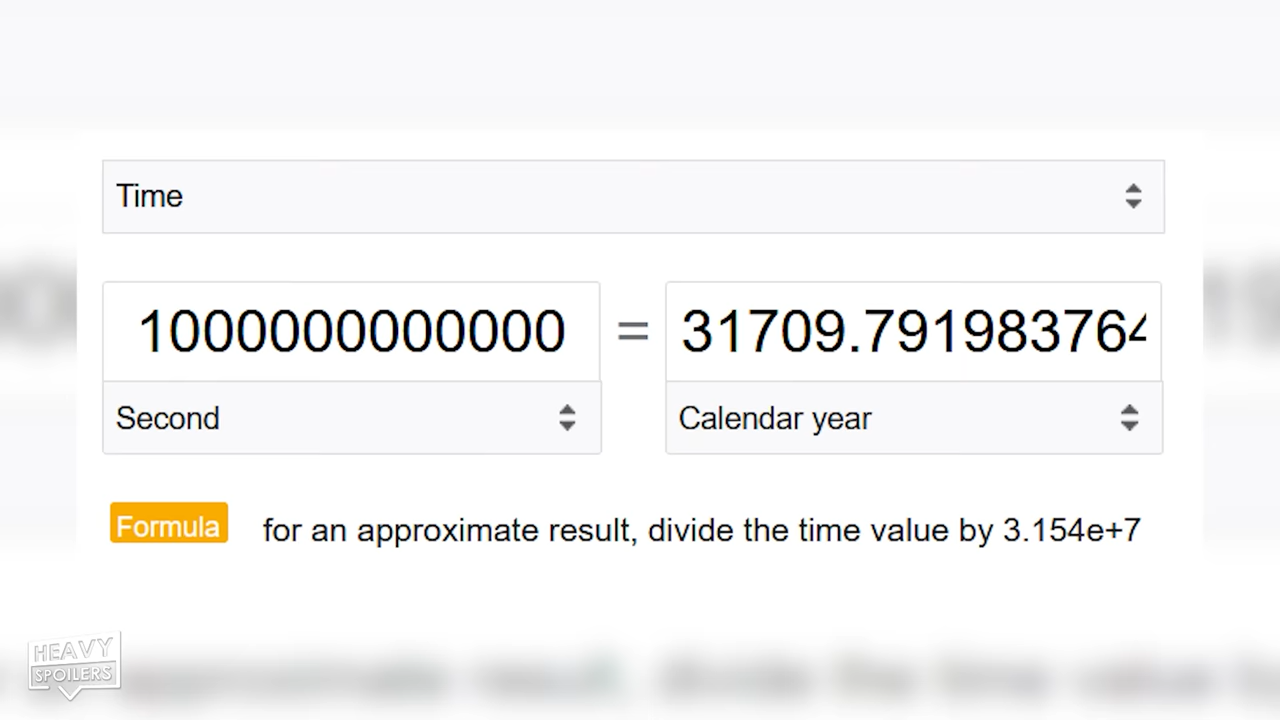 Time
1000000000000 = 31709.791983764
Second
Calendar year
Formula for an approximate result, divide the time value by 3.154e+7
HEAVY
SPOILERS